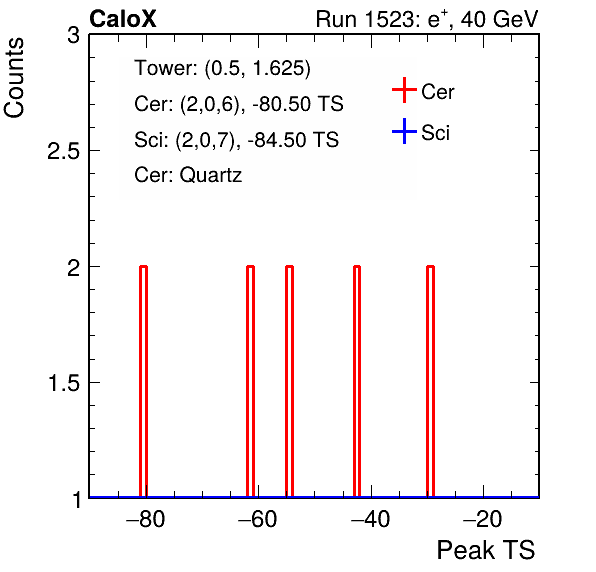 CaloX Run 1523: e⁺, 40 GeV
Counts
3
2.5
2
1.5
1
Tower: (0.5, 1.625)
Cer: (2,0,6), -80.50 TS
Sci: (2,0,7), -84.50 TS
Cer: Quartz
Cer
Sci
−80 −60 −40 −20
Peak TS